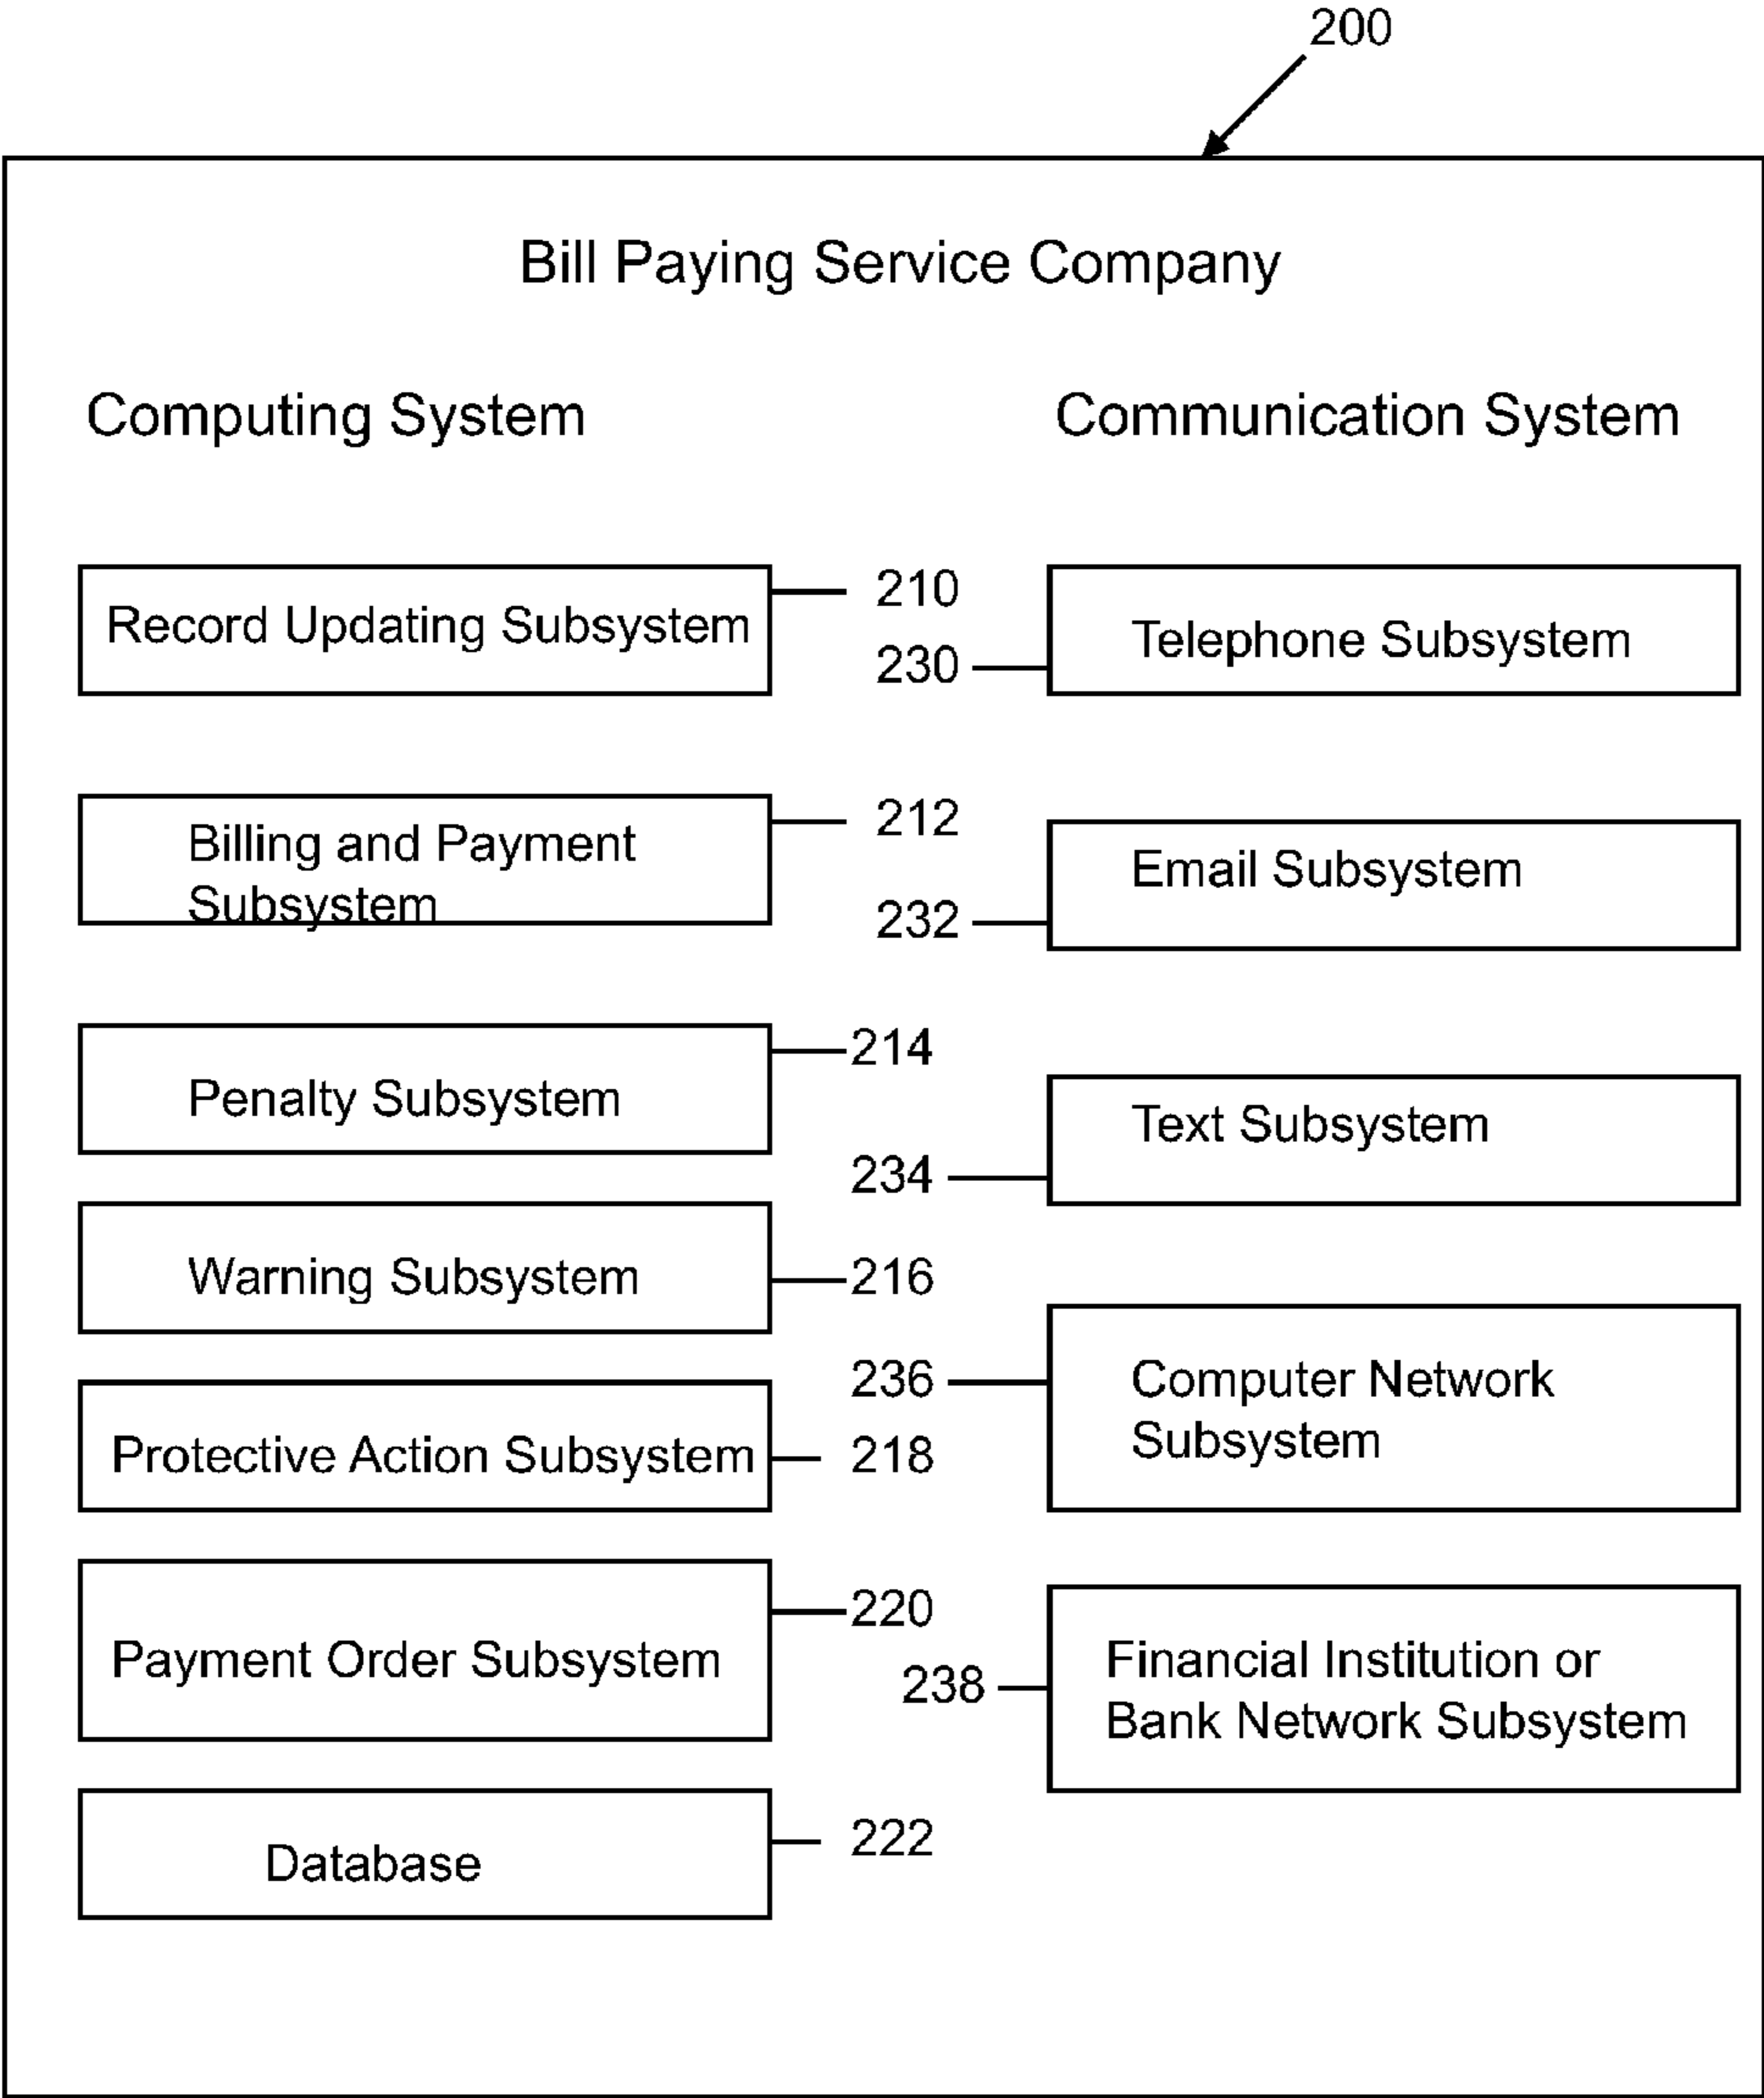 200
Bill Paying Service Company
Computing System
Communication System
Record Updating Subsystem
210
230
Telephone Subsystem
Billing and Payment
Subsystem
212
232
Email Subsystem
Penalty Subsystem
214
234
Text Subsystem
Warning Subsystem
216
236
Computer Network
Subsystem
Protective Action Subsystem
218
Payment Order Subsystem
220
238
Financial Institution or
Bank Network Subsystem
Database
222